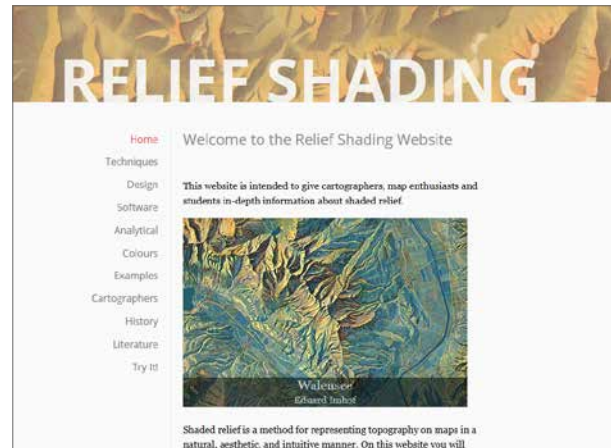 RELIEF SHADING
Home
Techniques
Design
Software
Analytical
Colours
Examples
Cartographers
History
Literature
Try It!
Welcome to the Relief Shading Website
This website is intended to give cartographers, map enthusiasts and
students in-depth information about shaded relief.
Walensee
Eduard Imhof
Shaded relief is a method for representing topography on maps in a
natural, aesthetic, and intuitive manner. On this website you will